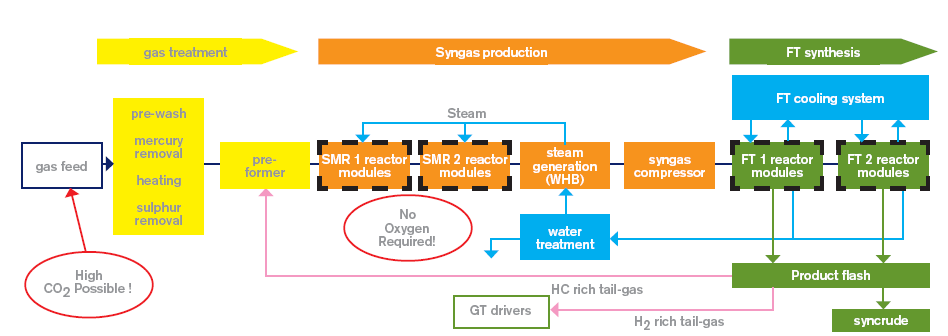 gas treatment
Syngas production
FT synthesis
FT cooling system
pre-wash
mercury
removal
heating
sulphur
removal
Steam
gas feed
pre-
former
SMR 1 reactor
modules
SMR 2 reactor
modules
steam
generation
(WHB)
syngas
compressor
FT 1 reactor
modules
FT 2 reactor
modules
No
Oxygen
Required!
water
treatment
High
CO2 Possible !
Product flash
HC rich tail-gas
GT drivers
H2 rich tail-gas
syncrude